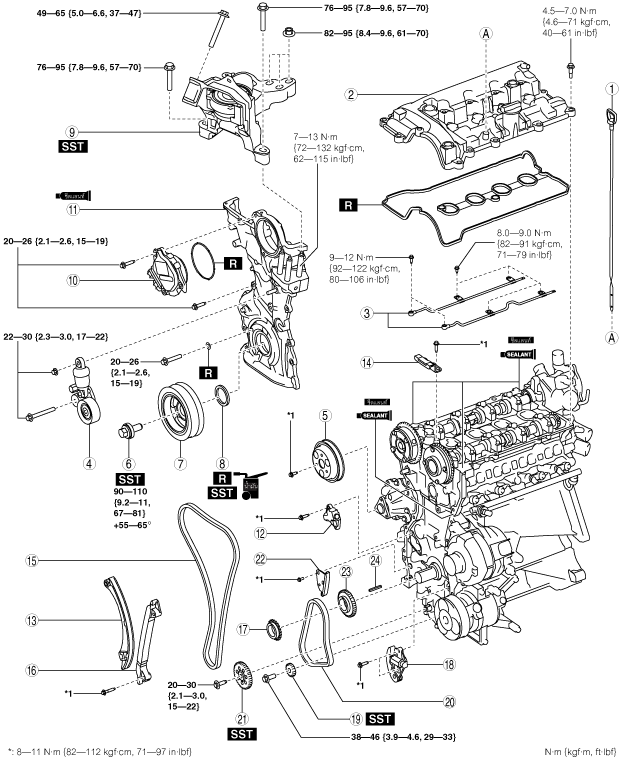 49—65 {5.0—6.6, 37—47}
76—95 {7.8—9.6, 57—70}
82—95 {8.4—9.6, 61—70}
4.5—7.0 N·m
{4.6—71 kgf·cm,
40—61 in·lbf}
A
1
76—95 {7.8—9.6, 57—70}
2
9
SST
7—13 N·m
{72—132 kgf·cm,
62—115 in·lbf}
11
R
20—26 {2.1—2.6, 15—19}
8.0—9.0 N·m
{82—91 kgf·cm,
71—79 in·lbf}
9—12 N·m
{92—122 kgf·cm,
80—106 in·lbf}
R
10
3
22—30 {2.3—3.0, 17—22}
A
*1
14
SEALANT
20—26
{2.1—2.6,
15—19}
R
SEALANT
*1
5
4
6
7
8
SST
R
SST
90—110
{9.2—11,
67—81}
+55—65°
*1
12
15
22
23
24
*1
13
17
16
18
*1
*1
20—30
{2.1—3.0,
15—22}
20
21
19
SST
SST
38—46 {3.9—4.6, 29—33}
*: 8—11 N·m {82—112 kgf·cm, 71—97 in·lbf}
N·m {kgf·m, ft·lbf}